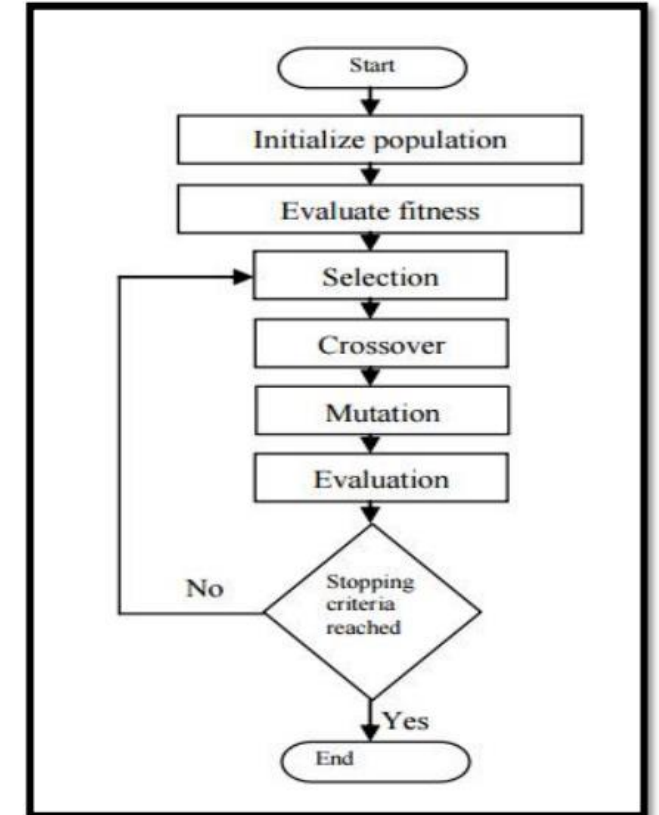 Start
Initialize population
Evaluate fitness
Selection
Crossover
Mutation
Evaluation
Stopping
criteria
reached
No
Yes
End